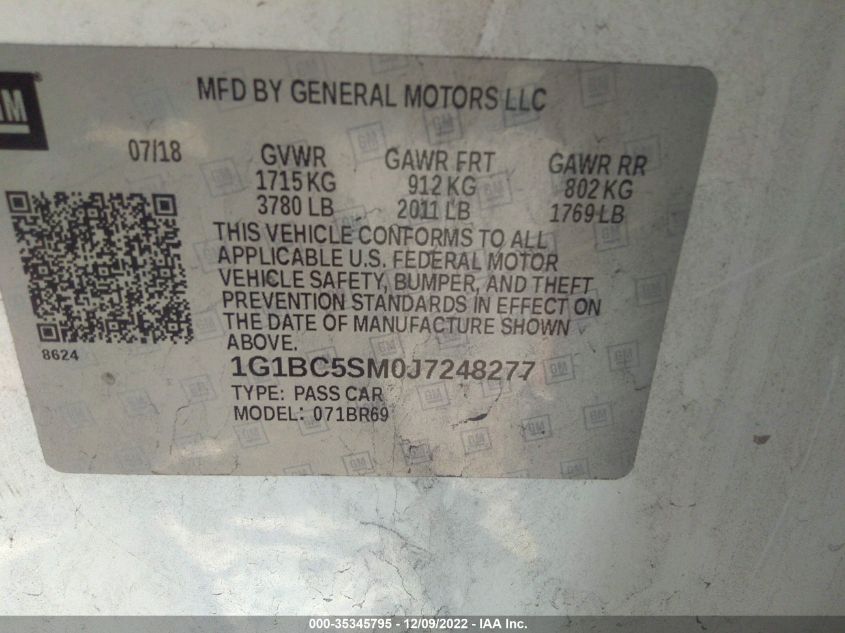 GM
MFD BY GENERAL MOTORS LLC
07/18 GVWR GAWR FRT GAWR RR
1715 KG 912 KG 802 KG
3780 LB 2011 LB 1769 LB
THIS VEHICLE CONFORMS TO ALL
APPLICABLE U.S. FEDERAL MOTOR
VEHICLE SAFETY, BUMPER, AND THEFT
PREVENTION STANDARDS IN EFFECT ON
THE DATE OF MANUFACTURE SHOWN
ABOVE.
8624
1G1BC5SM0J7248277
TYPE: PASS CAR
MODEL: 071BR69
000-35345795 - 12/09/2022 - IAA Inc.